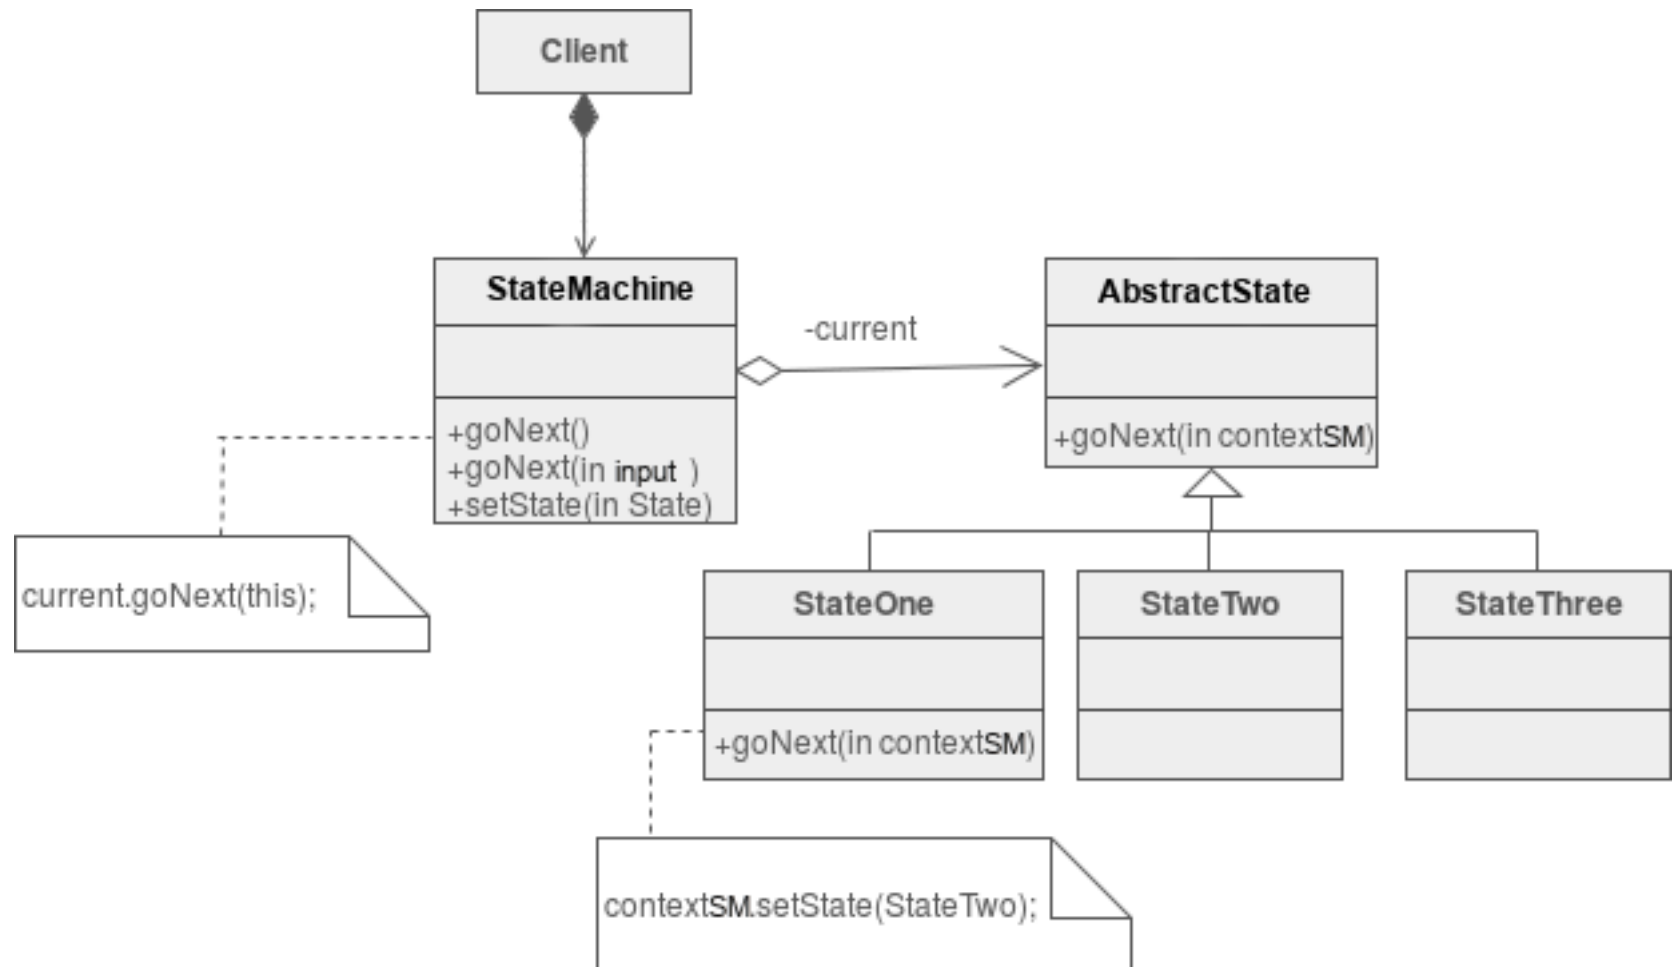 Client
StateMachine
AbstractState
-current
+goNext()
+goNext(in input )
+setState(in State)
+goNext(in contextSM)
current.goNext(this);
StateOne
StateTwo
StateThree
+goNext(in contextSM)
contextSM.setState(StateTwo);